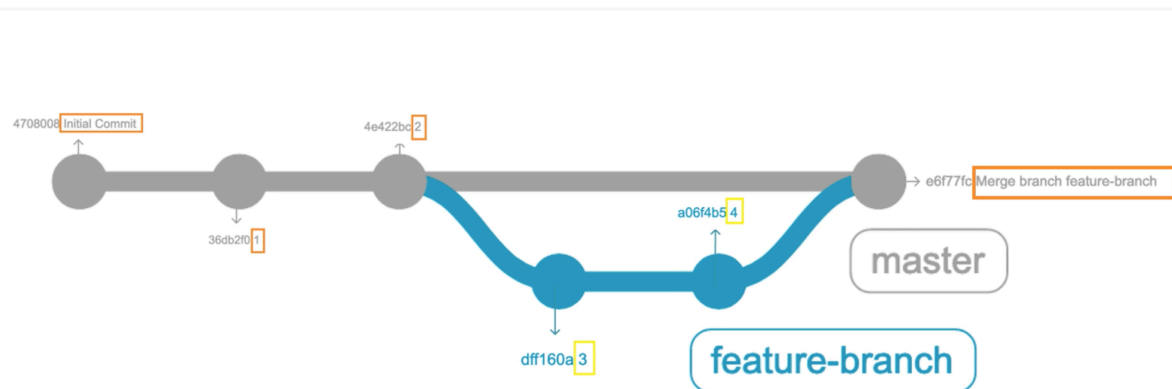 4708008 Initial Commit
4e422bc 2
e6f77fc Merge branch feature-branch
a06f4b5 4
36db2f0 1
master
dff160a 3
feature-branch